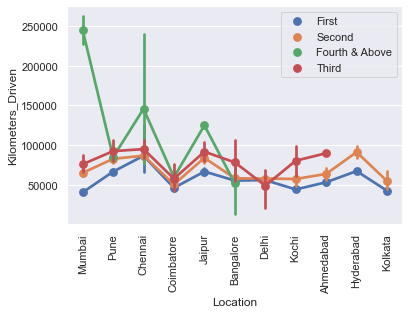 First
Second
Fourth & Above
Third
Kilometers_Driven
250000
200000
150000
100000
50000
Mumbai
Pune
Chennai
Coimbatore
Jaipur
Bangalore
Delhi
Kochi
Ahmedabad
Hyderabad
Kolkata
Location